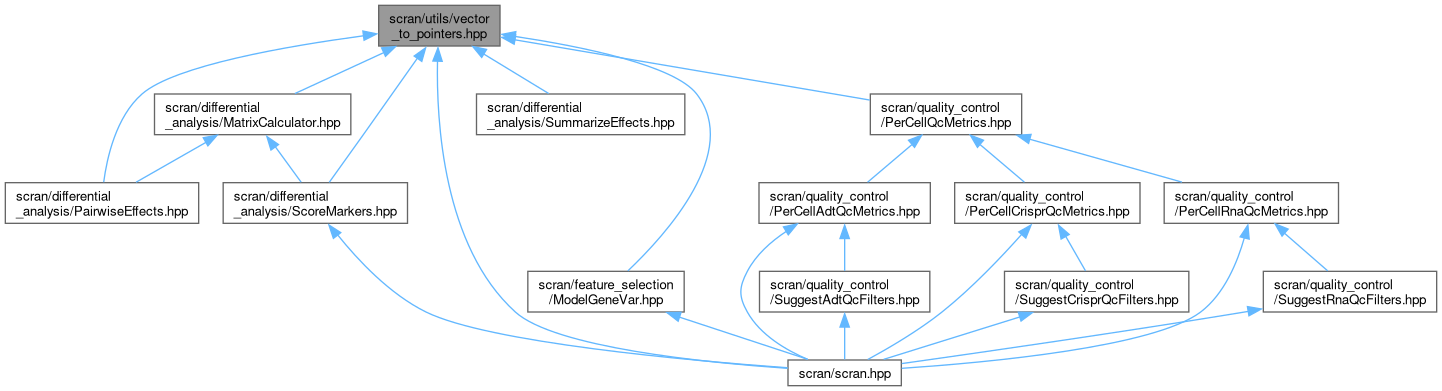 scran/utils/vector
_to_pointers.hpp
scran/differential
_analysis/MatrixCalculator.hpp
scran/differential
_analysis/SummarizeEffects.hpp
scran/quality_control
/PerCellQcMetrics.hpp
scran/differential
_analysis/PairwiseEffects.hpp
scran/differential
_analysis/ScoreMarkers.hpp
scran/quality_control
/PerCellAdtQcMetrics.hpp
scran/quality_control
/PerCellCrisprQcMetrics.hpp
scran/quality_control
/PerCellRnaQcMetrics.hpp
scran/feature_selection
/ModelGeneVar.hpp
scran/quality_control
/SuggestAdtQcFilters.hpp
scran/quality_control
/SuggestCrisprQcFilters.hpp
scran/quality_control
/SuggestRnaQcFilters.hpp
scran/scran.hpp